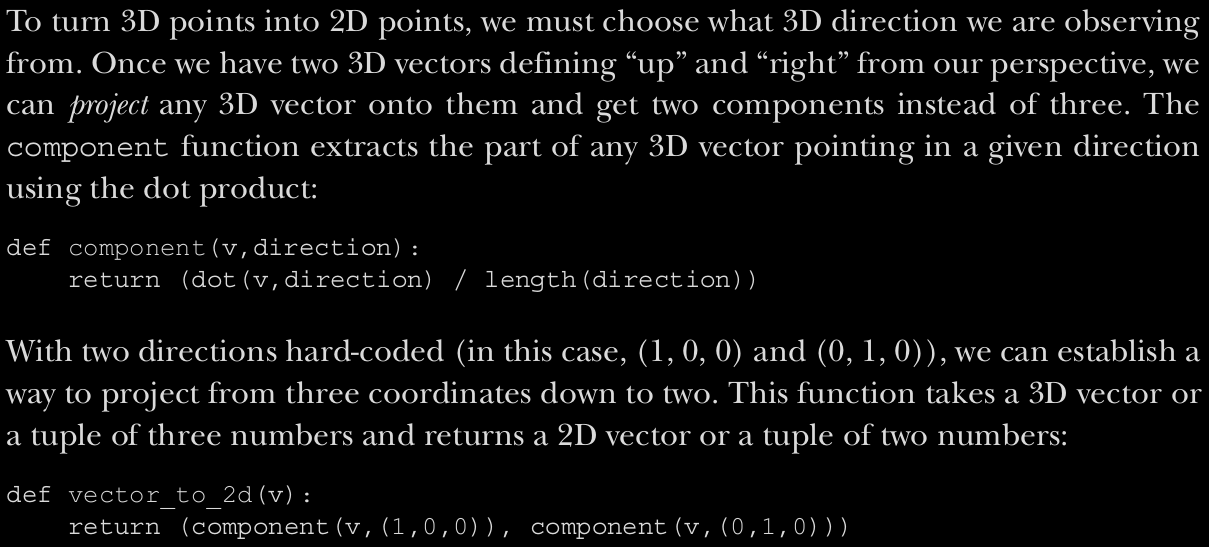 To turn 3D points into 2D points, we must choose what 3D direction we are observing
from. Once we have two 3D vectors defining “up” and “right” from our perspective, we
can project any 3D vector onto them and get two components instead of three. The
component function extracts the part of any 3D vector pointing in a given direction
using the dot product:
def component(v,direction):
    return (dot(v,direction) / length(direction))
With two directions hard-coded (in this case, (1, 0, 0) and (0, 1, 0)), we can establish a
way to project from three coordinates down to two. This function takes a 3D vector or
a tuple of three numbers and returns a 2D vector or a tuple of two numbers:
def vector_to_2d(v):
    return (component(v,(1,0,0)), component(v,(0,1,0)))